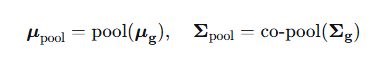 μ_pool = pool(μ_g),  Σ_pool = co-pool(Σ_g)